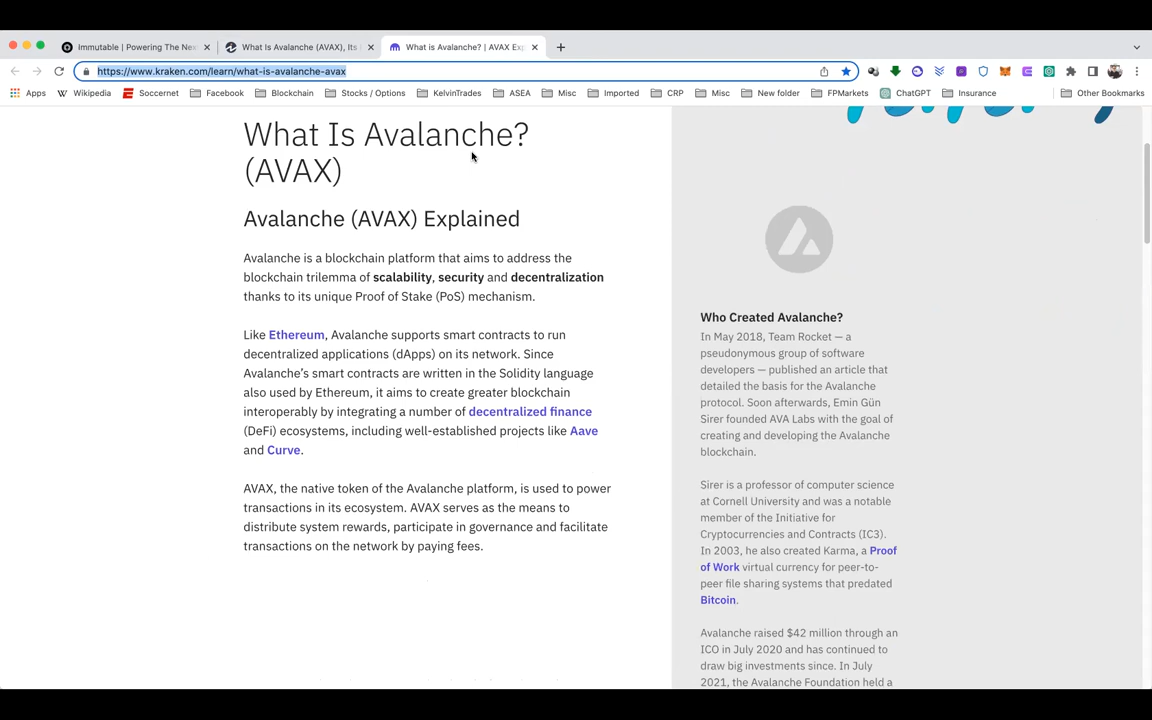 Immutable | Powering The Ne
What Is Avalanche (AVAX), Its
What is Avalanche? | AVAX Ex
https://www.kraken.com/learn/what-is-avalanche-avax
Apps
Wikipedia
Soccernet
Facebook
Blockchain
Stocks / Options
KelvinTrades
ASEA
Misc
Imported
CRP
Misc
New folder
FPMarkets
ChatGPT
Insurance
Other Bookmarks
What Is Avalanche?
(AVAX)
Avalanche (AVAX) Explained
Avalanche is a blockchain platform that aims to address the
blockchain trilemma of scalability, security and decentralization
thanks to its unique Proof of Stake (PoS) mechanism.
Like Ethereum, Avalanche supports smart contracts to run
decentralized applications (dApps) on its network. Since
Avalanche's smart contracts are written in the Solidity language
also used by Ethereum, it aims to create greater blockchain
interoperably by integrating a number of decentralized finance
(DeFi) ecosystems, including well-established projects like Aave
and Curve.
AVAX, the native token of the Avalanche platform, is used to power
transactions in its ecosystem. AVAX serves as the means to
distribute system rewards, participate in governance and facilitate
transactions on the network by paying fees.
Who Created Avalanche?
In May 2018, Team Rocket — a
pseudonymous group of software
developers — published an article that
detailed the basis for the Avalanche
protocol. Soon afterwards, Emin Gün
Sirer founded AVA Labs with the goal of
creating and developing the Avalanche
blockchain.
Sirer is a professor of computer science
at Cornell University and was a notable
member of the Initiative for
Cryptocurrencies and Contracts (IC3).
In 2003, he also created Karma, a Proof
of Work virtual currency for peer-to-
peer file sharing systems that predated
Bitcoin.
Avalanche raised $42 million through an
ICO in July 2020 and has continued to
draw big investments since. In July
2021, the Avalanche Foundation held a